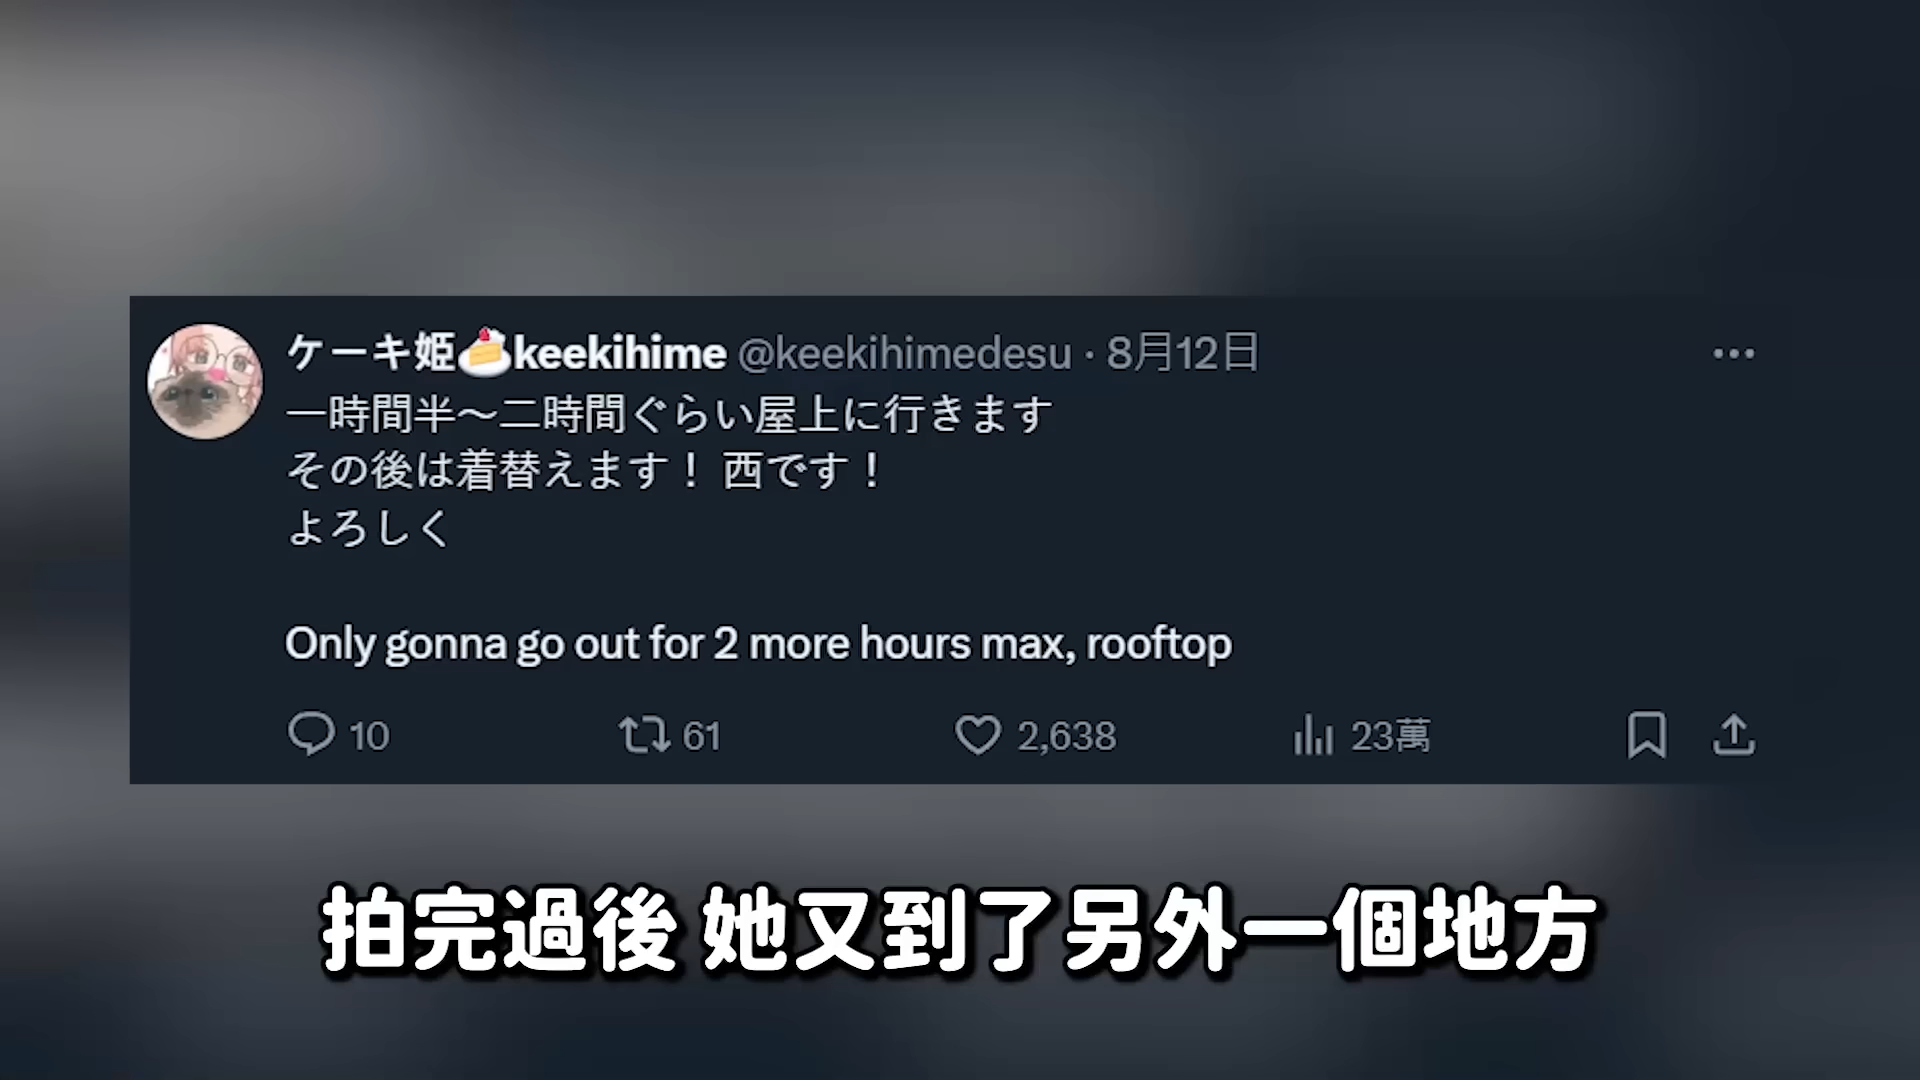 ケーキ姫🍰keekihime @keekihimedesu · 8月12日
一時間半～二時間ぐらい屋上に行きます
その後は着替えます！西です！
よろしく
Only gonna go out for 2 more hours max, rooftop
10 61 2,638 23萬
拍完過後 她又到了另外一個地方